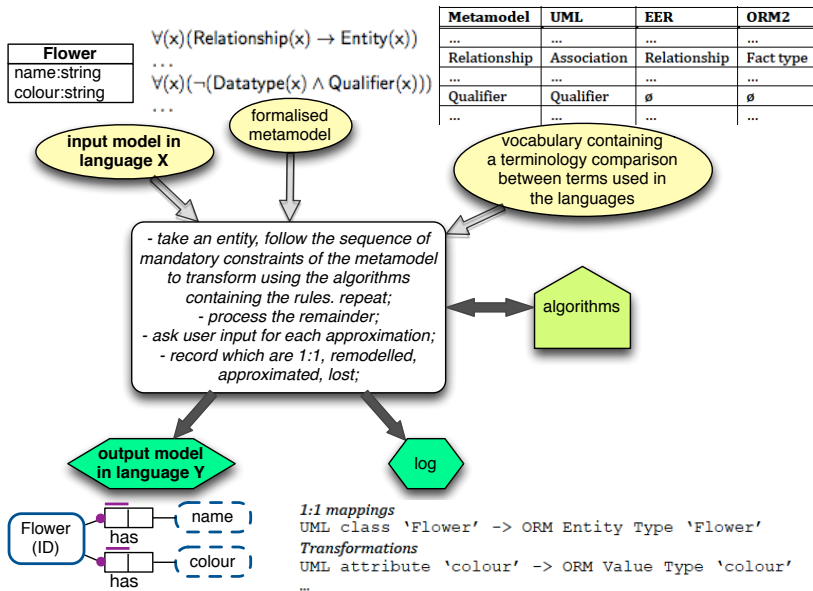 Flower
name:string
colour:string
∀(x)(Relationship(x) → Entity(x))
...
∀(x)(¬(Datatype(x) ∧ Qualifier(x)))
...
Metamodel UML EER ORM2
... ... ... ...
Relationship Association Relationship Fact type
... ... ... ...
Qualifier Qualifier ø ø
... ... ... ...
input model in
language X
formalised
metamodel
vocabulary containing
a terminology comparison
between terms used in
the languages
- take an entity, follow the sequence of
mandatory constraints of the metamodel
to transform using the algorithms
containing the rules. repeat;
- process the remainder;
- ask user input for each approximation;
- record which are 1:1, remodelled,
approximated, lost;
algorithms
output model
in language Y
log
Flower
(ID)
has
name
has
colour
1:1 mappings
UML class ‘Flower’ -> ORM Entity Type ‘Flower’
Transformations
UML attribute ‘colour’ -> ORM Value Type ‘colour’
...